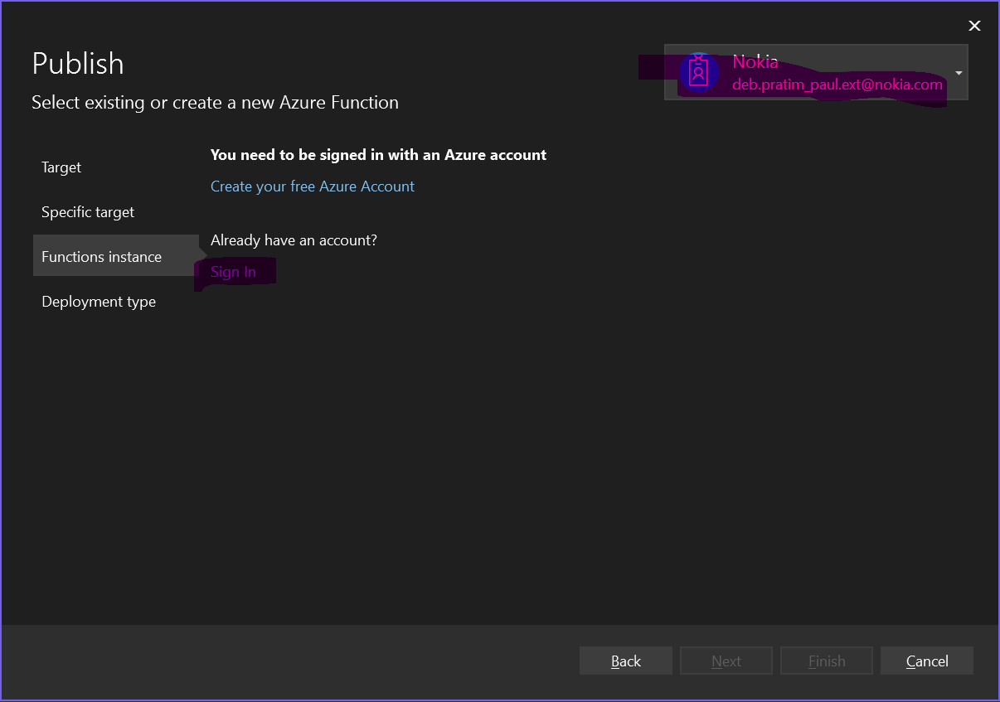 Publish
Select existing or create a new Azure Function
Nokia
deb.pratim_paul.ext@nokia.com
Target
Specific target
Functions instance
Deployment type
You need to be signed in with an Azure account
Create your free Azure Account
Already have an account?
Sign In
Back
Next
Finish
Cancel